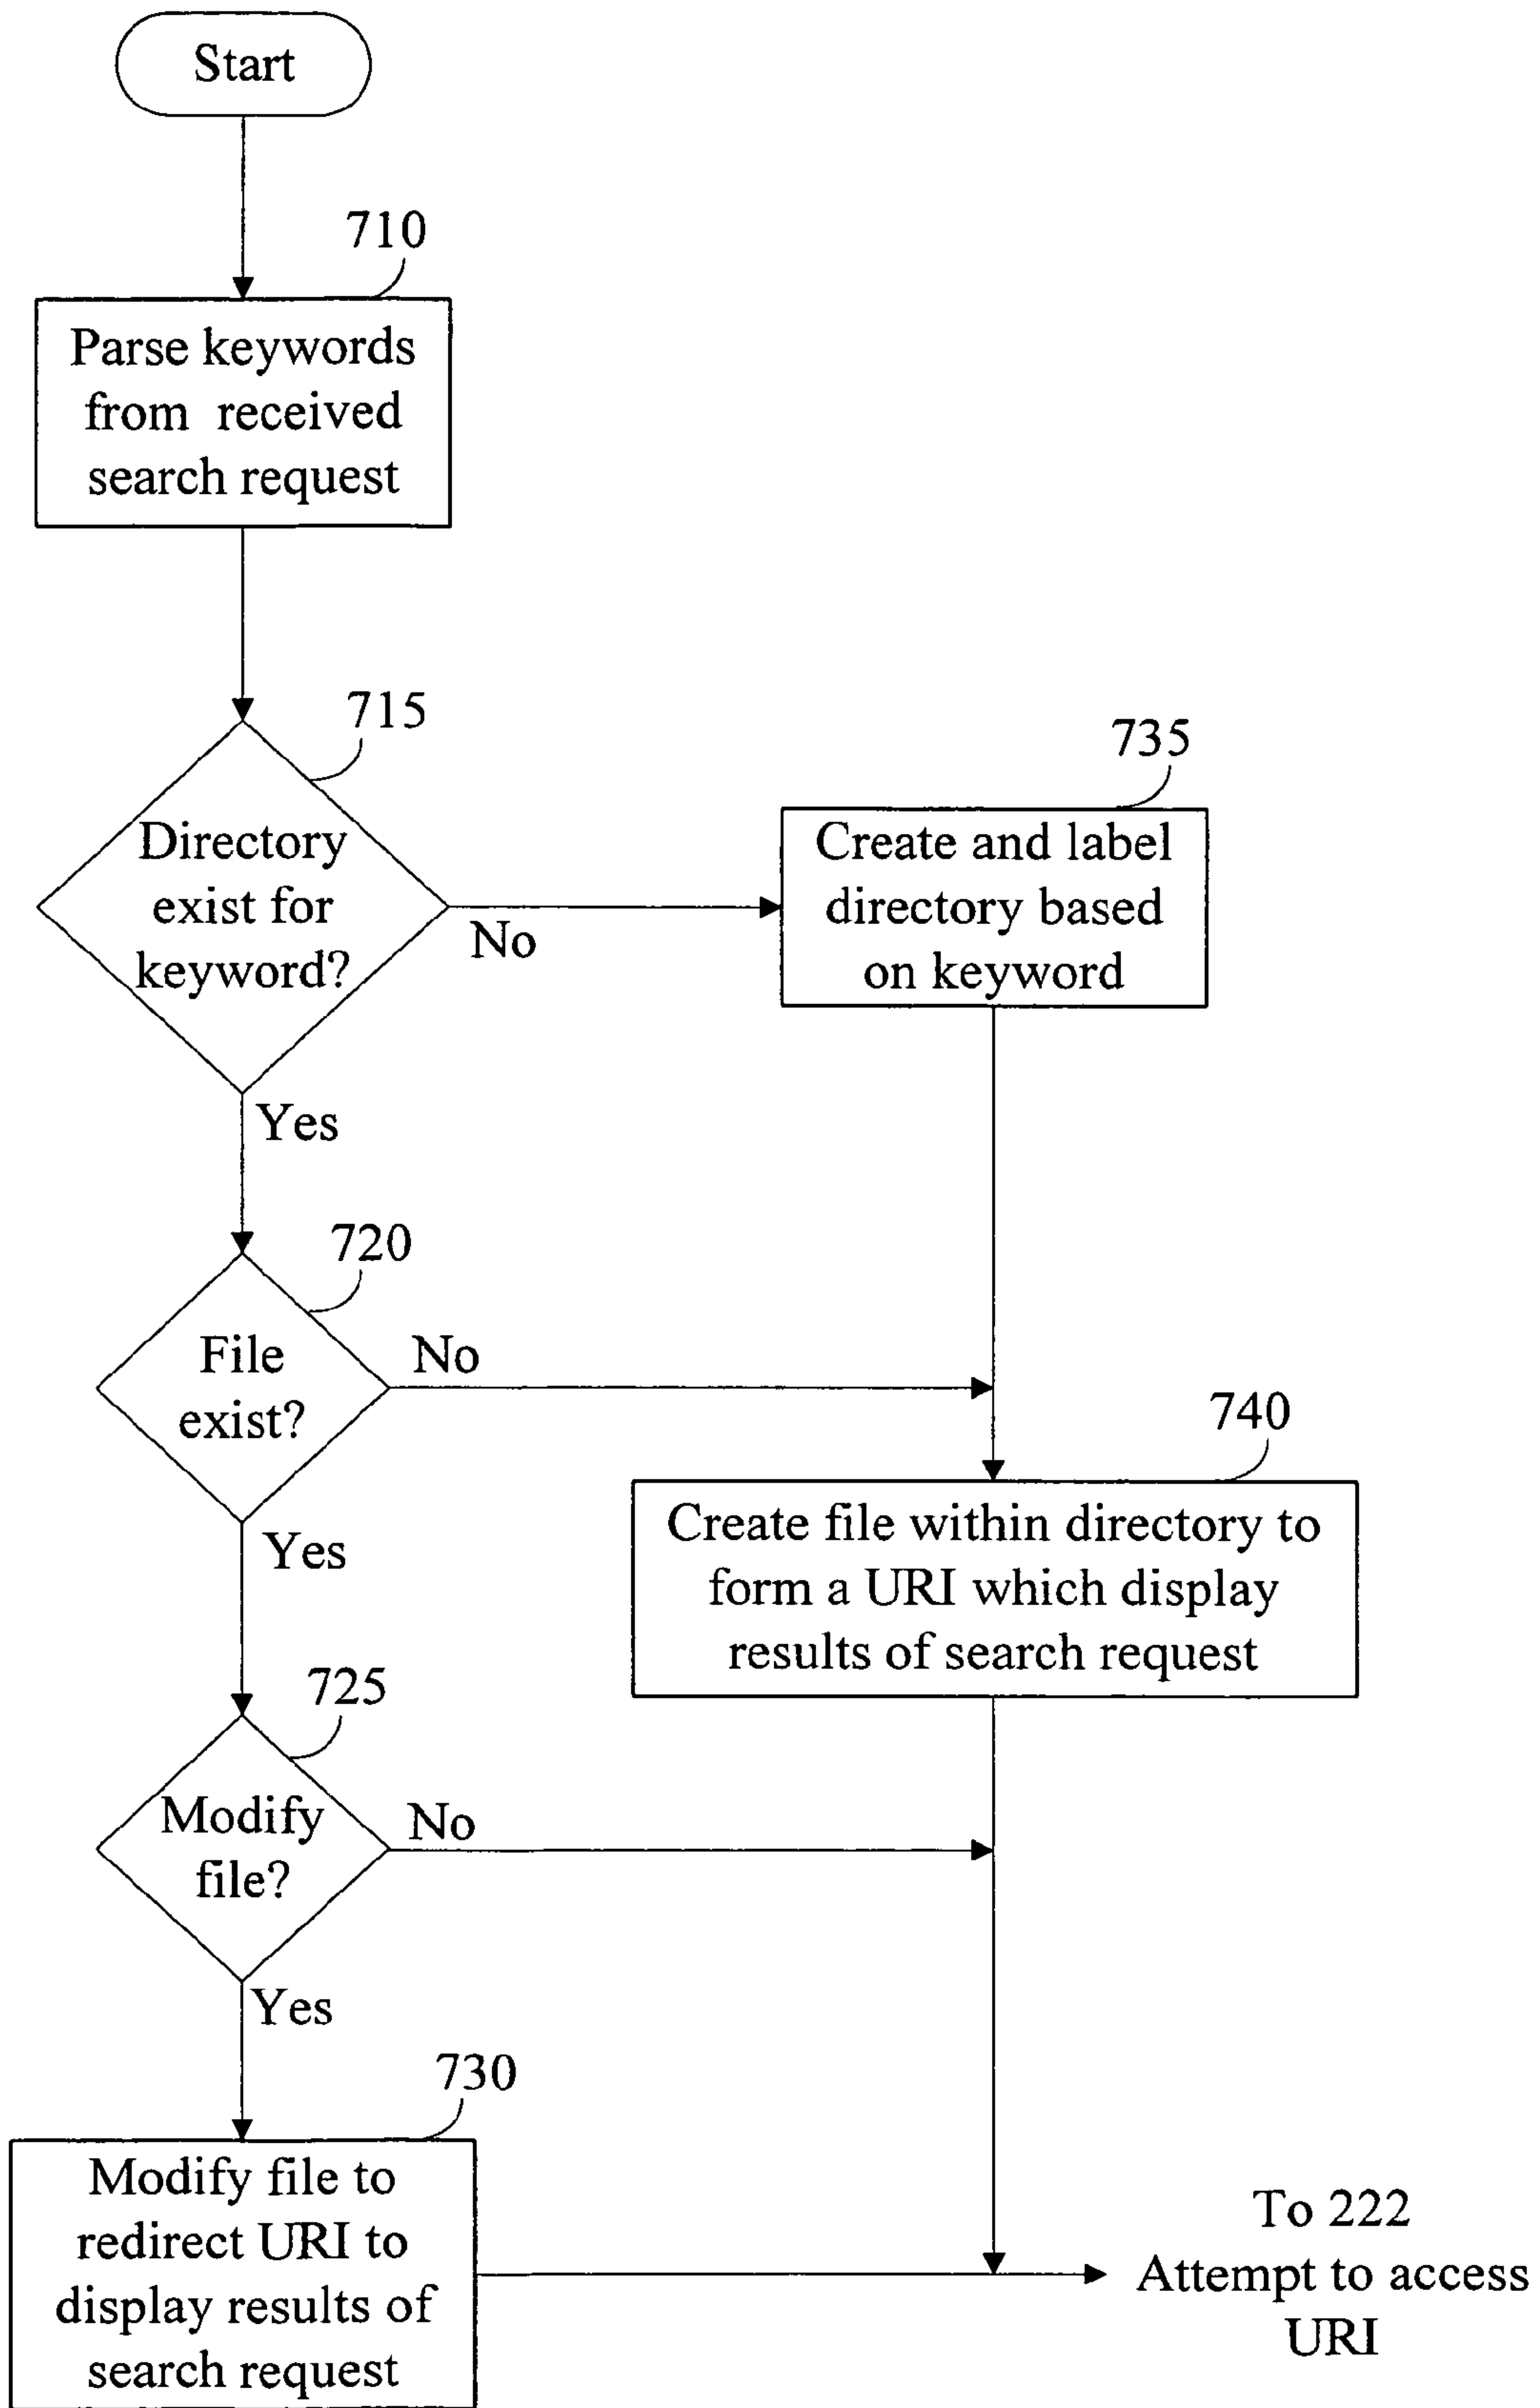 Start
710
Parse keywords
from received
search request
715
Directory
exist for
keyword?
No
Yes
735
Create and label
directory based
on keyword
720
File
exist?
No
Yes
740
Create file within directory to
form a URI which display
results of search request
725
Modify
file?
No
Yes
730
Modify file to
redirect URI to
display results of
search request
To 222
Attempt to access
URI